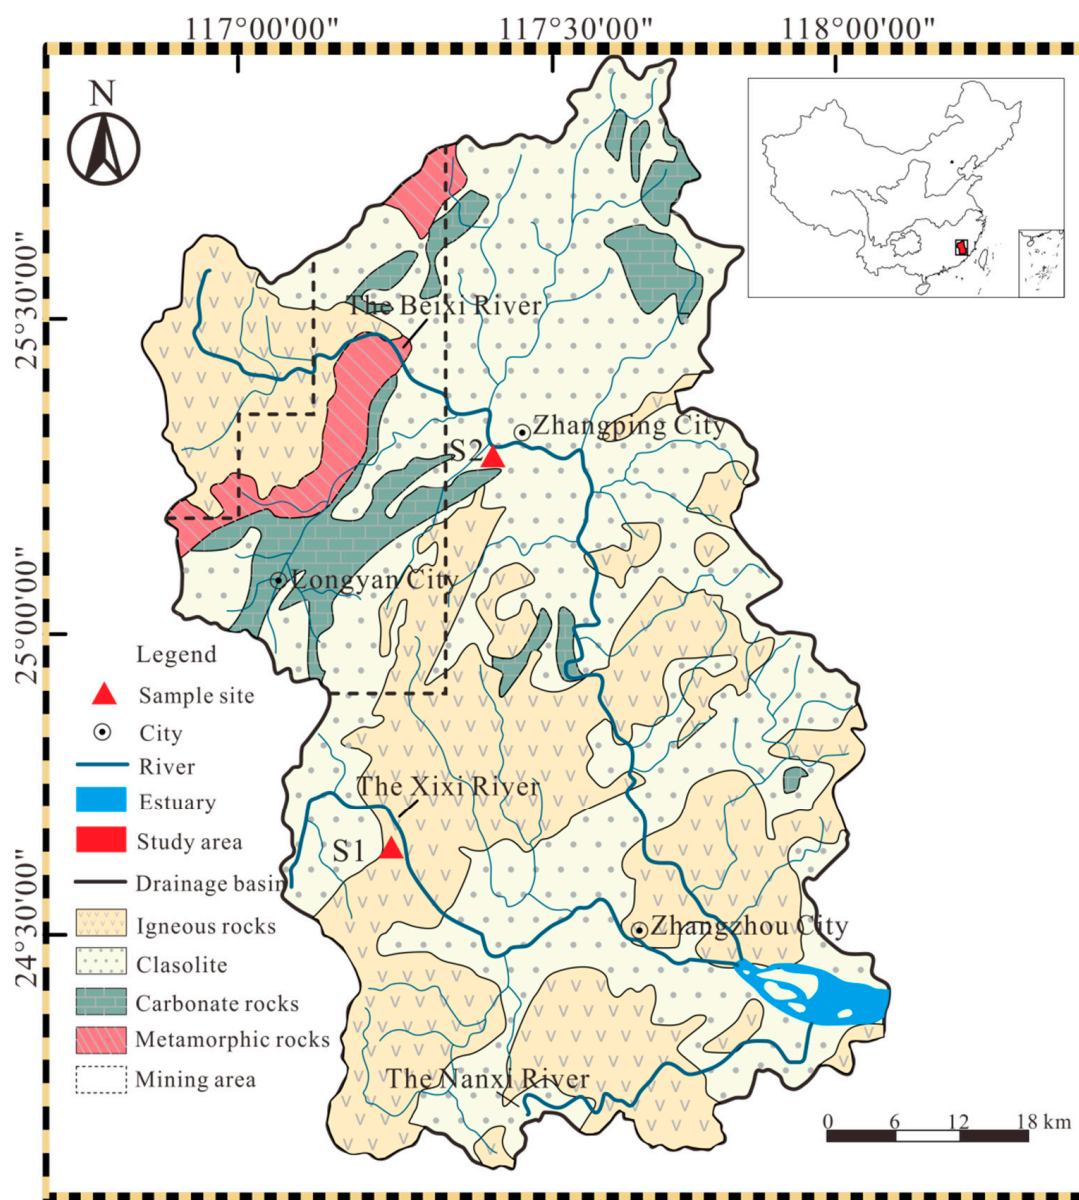 117°00'00"
117°30'00"
118°00'00"
N
25°30'00"
The Beixi River
Zhangping City
S2
Longyan City
25°00'00"
Legend
Sample site
City
River
Estuary
Study area
Drainage basin
Igneous rocks
Clasolite
Carbonate rocks
Metamorphic rocks
Mining area
The Xixi River
S1
24°30'00"
Zhangzhou City
The Nanxi River
0 6 12 18 km